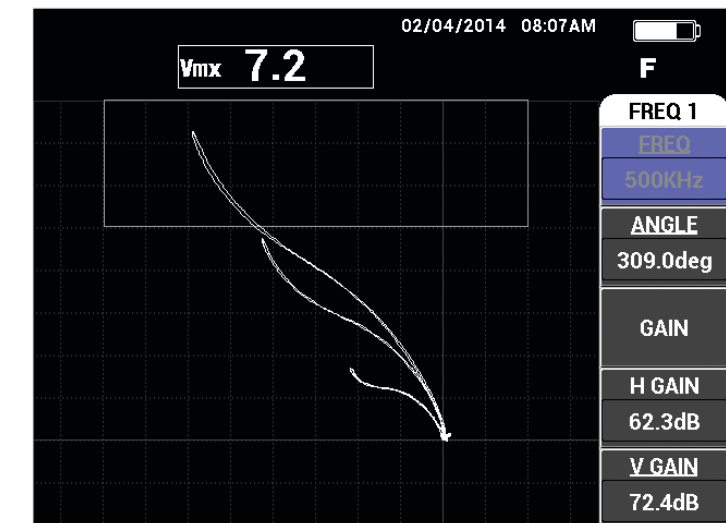 02/04/2014 08:07AM
Vmx 7.2
F
FREQ 1
FREQ
500KHz
ANGLE
309.0deg
GAIN
H GAIN
62.3dB
V GAIN
72.4dB